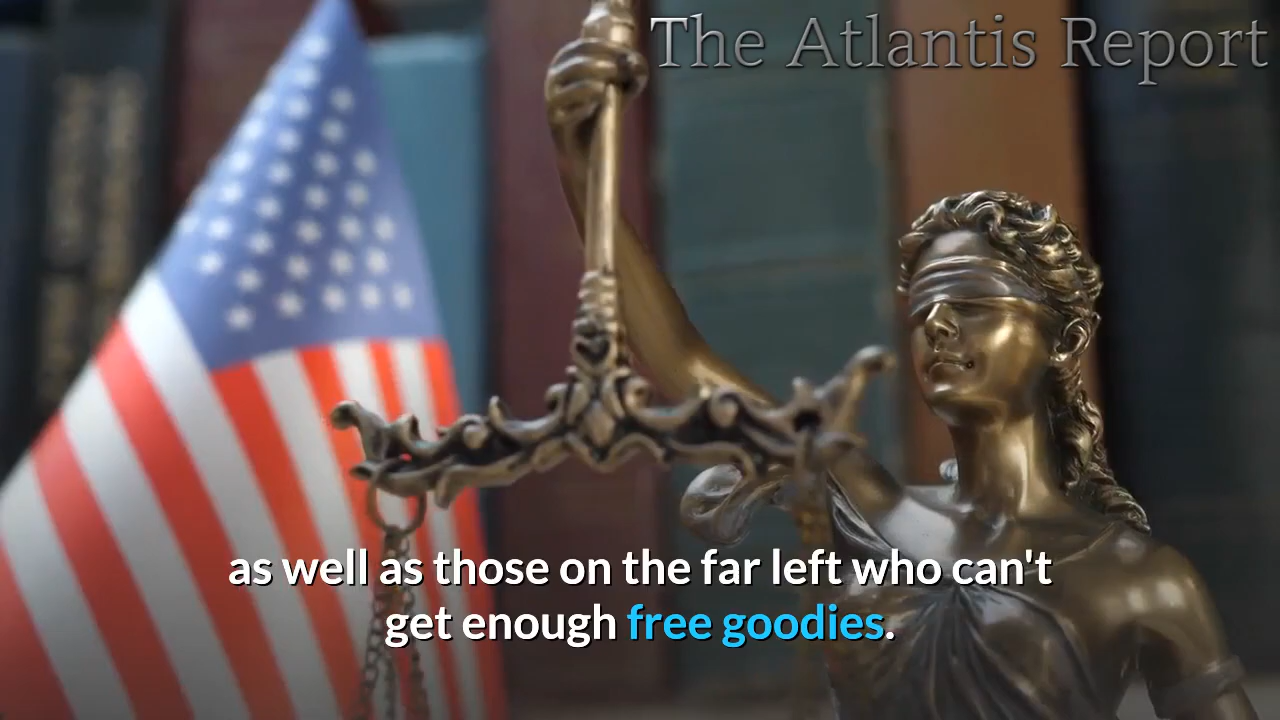 The Atlantis Report
as well as those on the far left who can't
get enough free goodies.